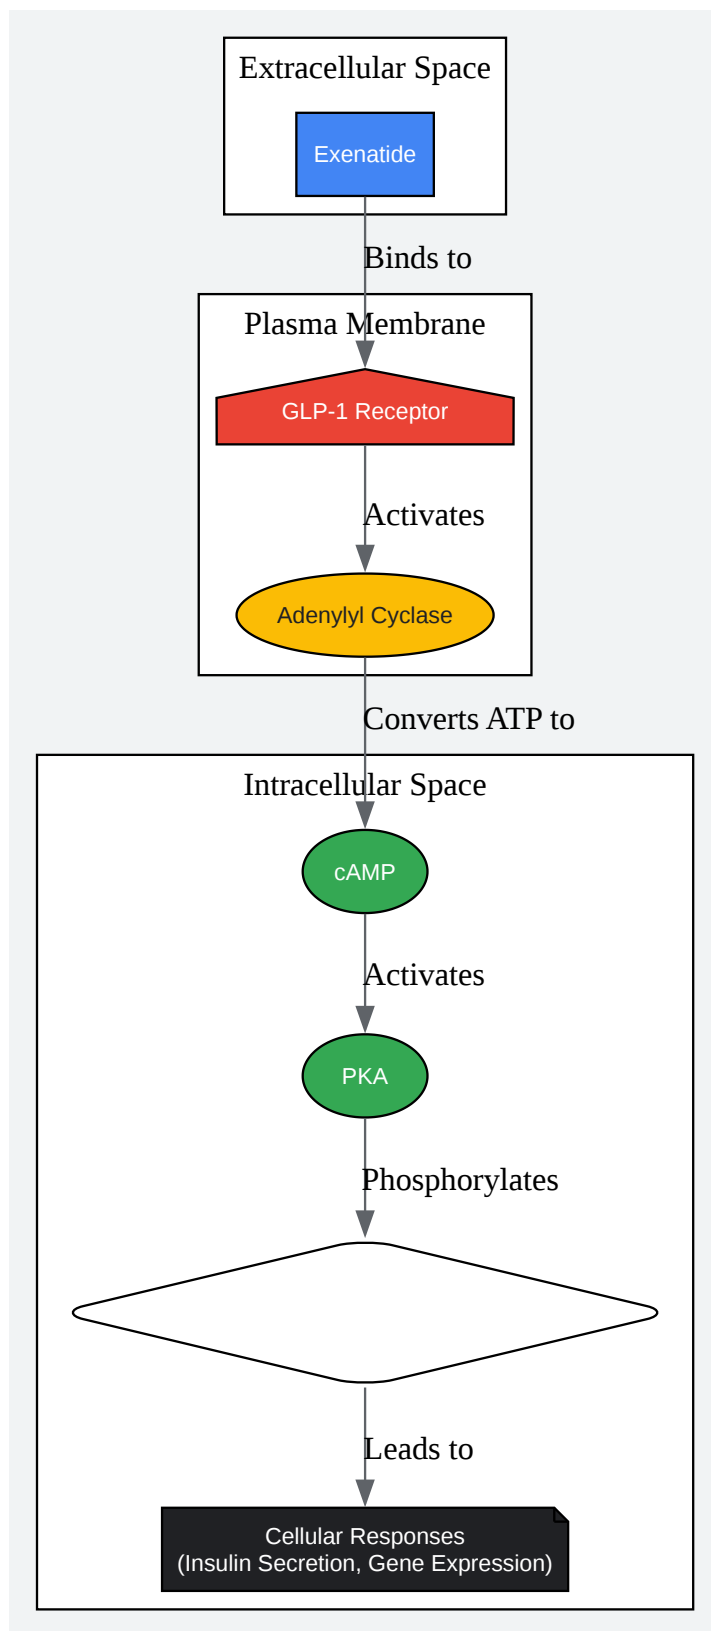 Extracellular Space
Exenatide
Binds to
Plasma Membrane
GLP-1 Receptor
Activates
Adenylyl Cyclase
Converts ATP to
Intracellular Space
cAMP
Activates
PKA
Phosphorylates
Leads to
Cellular Responses
(Insulin Secretion, Gene Expression)